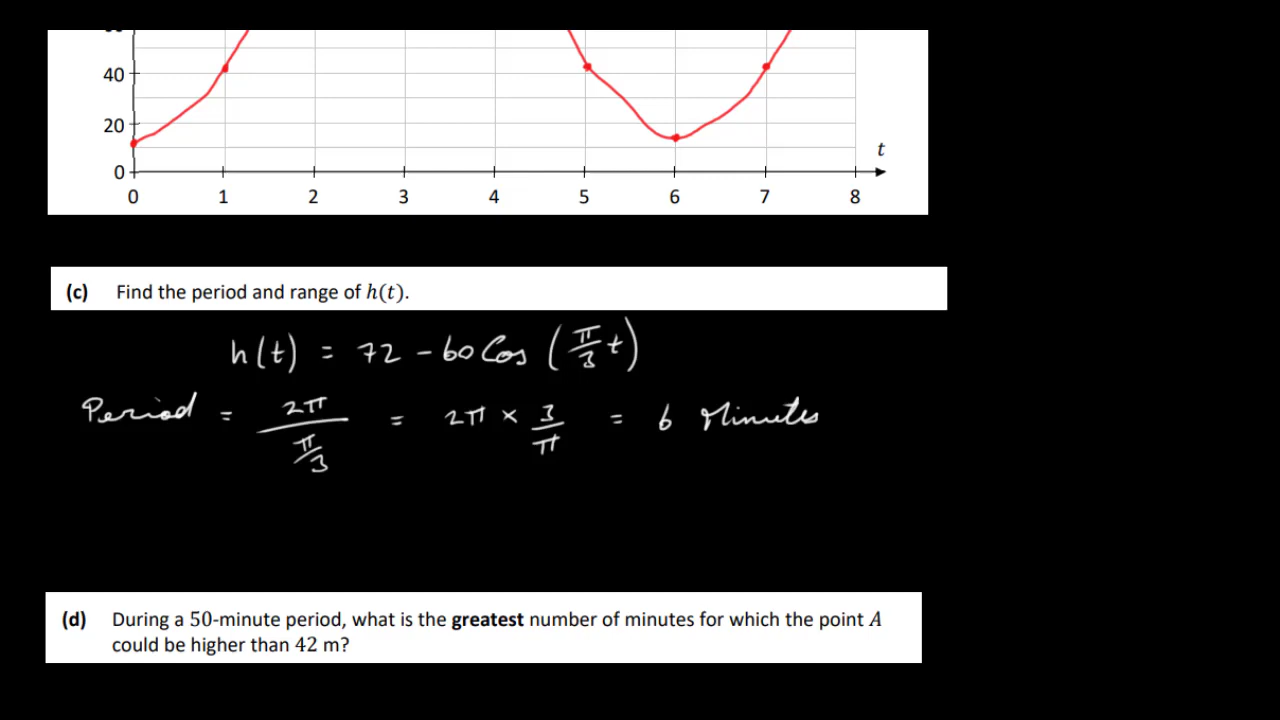 40
20
0
t
0 1 2 3 4 5 6 7 8
(c) Find the period and range of h(t).
h(t) = 72 - 60 Cos (π/3 t)
Period = 2π/(π/3) = 2π × 3/π = 6 Minutes
(d) During a 50-minute period, what is the greatest number of minutes for which the point A
could be higher than 42 m?